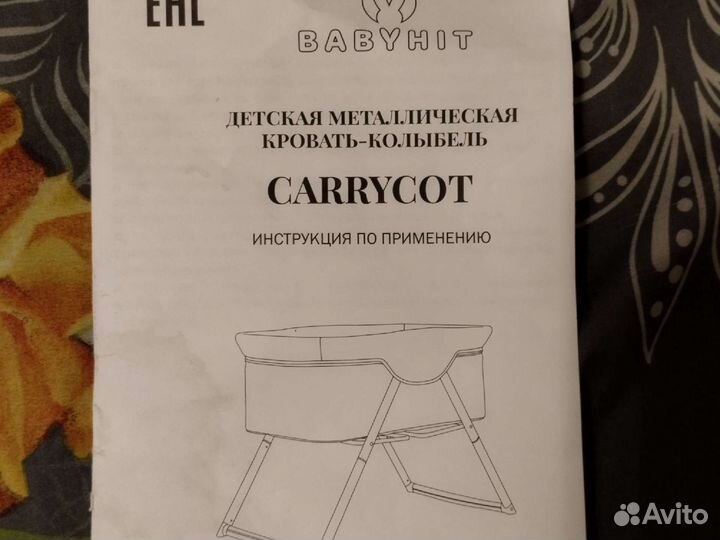 EAC
BABYHIT
ДЕТСКАЯ МЕТАЛЛИЧЕСКАЯ
КРОВАТЬ-КОЛЫБЕЛЬ
CARRYCOT
ИНСТРУКЦИЯ ПО ПРИМЕНЕНИЮ
Avito